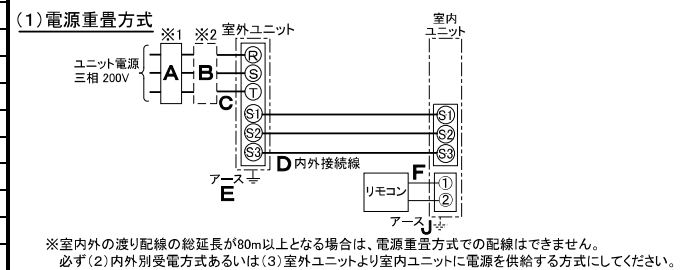 (1)電源重畳方式
※1
※2
室外ユニット
室内
ユニット
ユニット電源
三相 200V
A
B
C
R
S
T
S1
S2
S3
S1
S2
S3
D 内外接続線
アース
E
リモコン
F
①
②
アース J
※室内外の渡り配線の総延長が80m以上となる場合は、電源重畳方式での配線はできません。
必ず(2)内外別受電方式あるいは(3)室外ユニットより室内ユニットに電源を供給する方式にしてください。